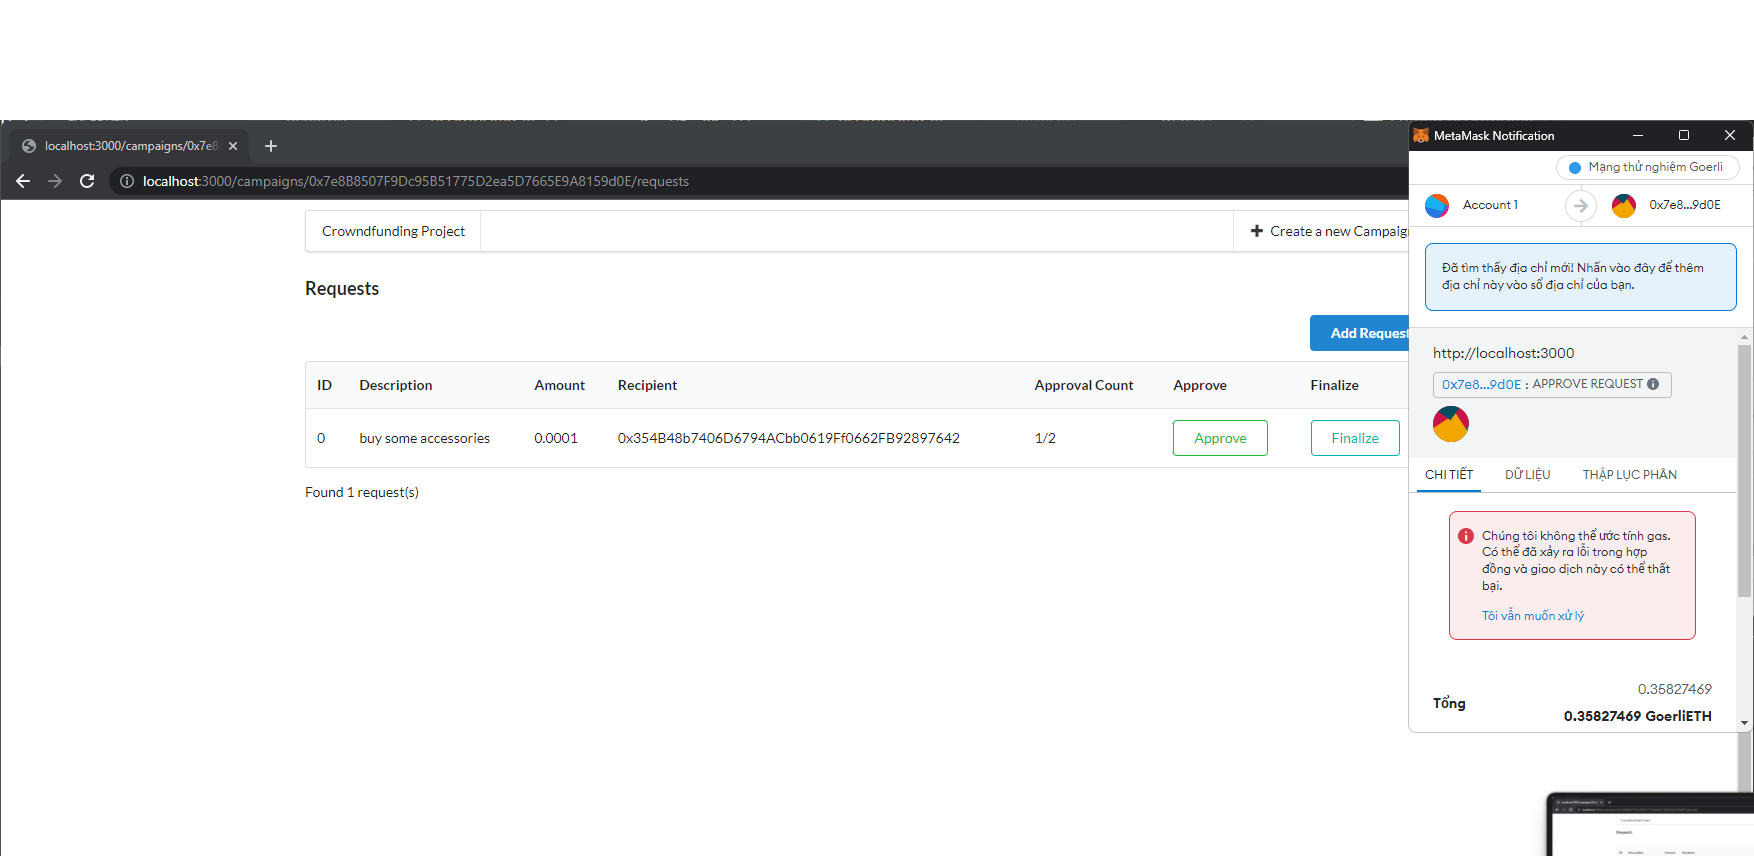 localhost:3000/campaigns/0x7e8
localhost:3000/campaigns/0x7e8B8507F9Dc95B51775D2ea5D7665E9A8159d0E/requests
Crowndfunding Project
Create a new Campaig
Requests
Add Request
ID Description Amount Recipient Approval Count Approve Finalize
0 buy some accessories 0.0001 0x354B48b7406D6794ACbb0619Ff0662FB92897642 1/2 Approve Finalize
Found 1 request(s)
MetaMask Notification
Mạng thử nghiệm Goerli
Account 1
0x7e8...9d0E
Đã tìm thấy địa chỉ mới! Nhấn vào đây để thêm
địa chỉ này vào sổ địa chỉ của bạn.
http://localhost:3000
0x7e8...9d0E : APPROVE REQUEST
CHI TIẾT DỮ LIỆU THẬP LỤC PHÂN
Chúng tôi không thể ước tính gas.
Có thể đã xảy ra lỗi trong hợp
đồng và giao dịch này có thể thất
bại.
Tôi vẫn muốn xử lý
0.35827469
Tổng
0.35827469 GoerliETH